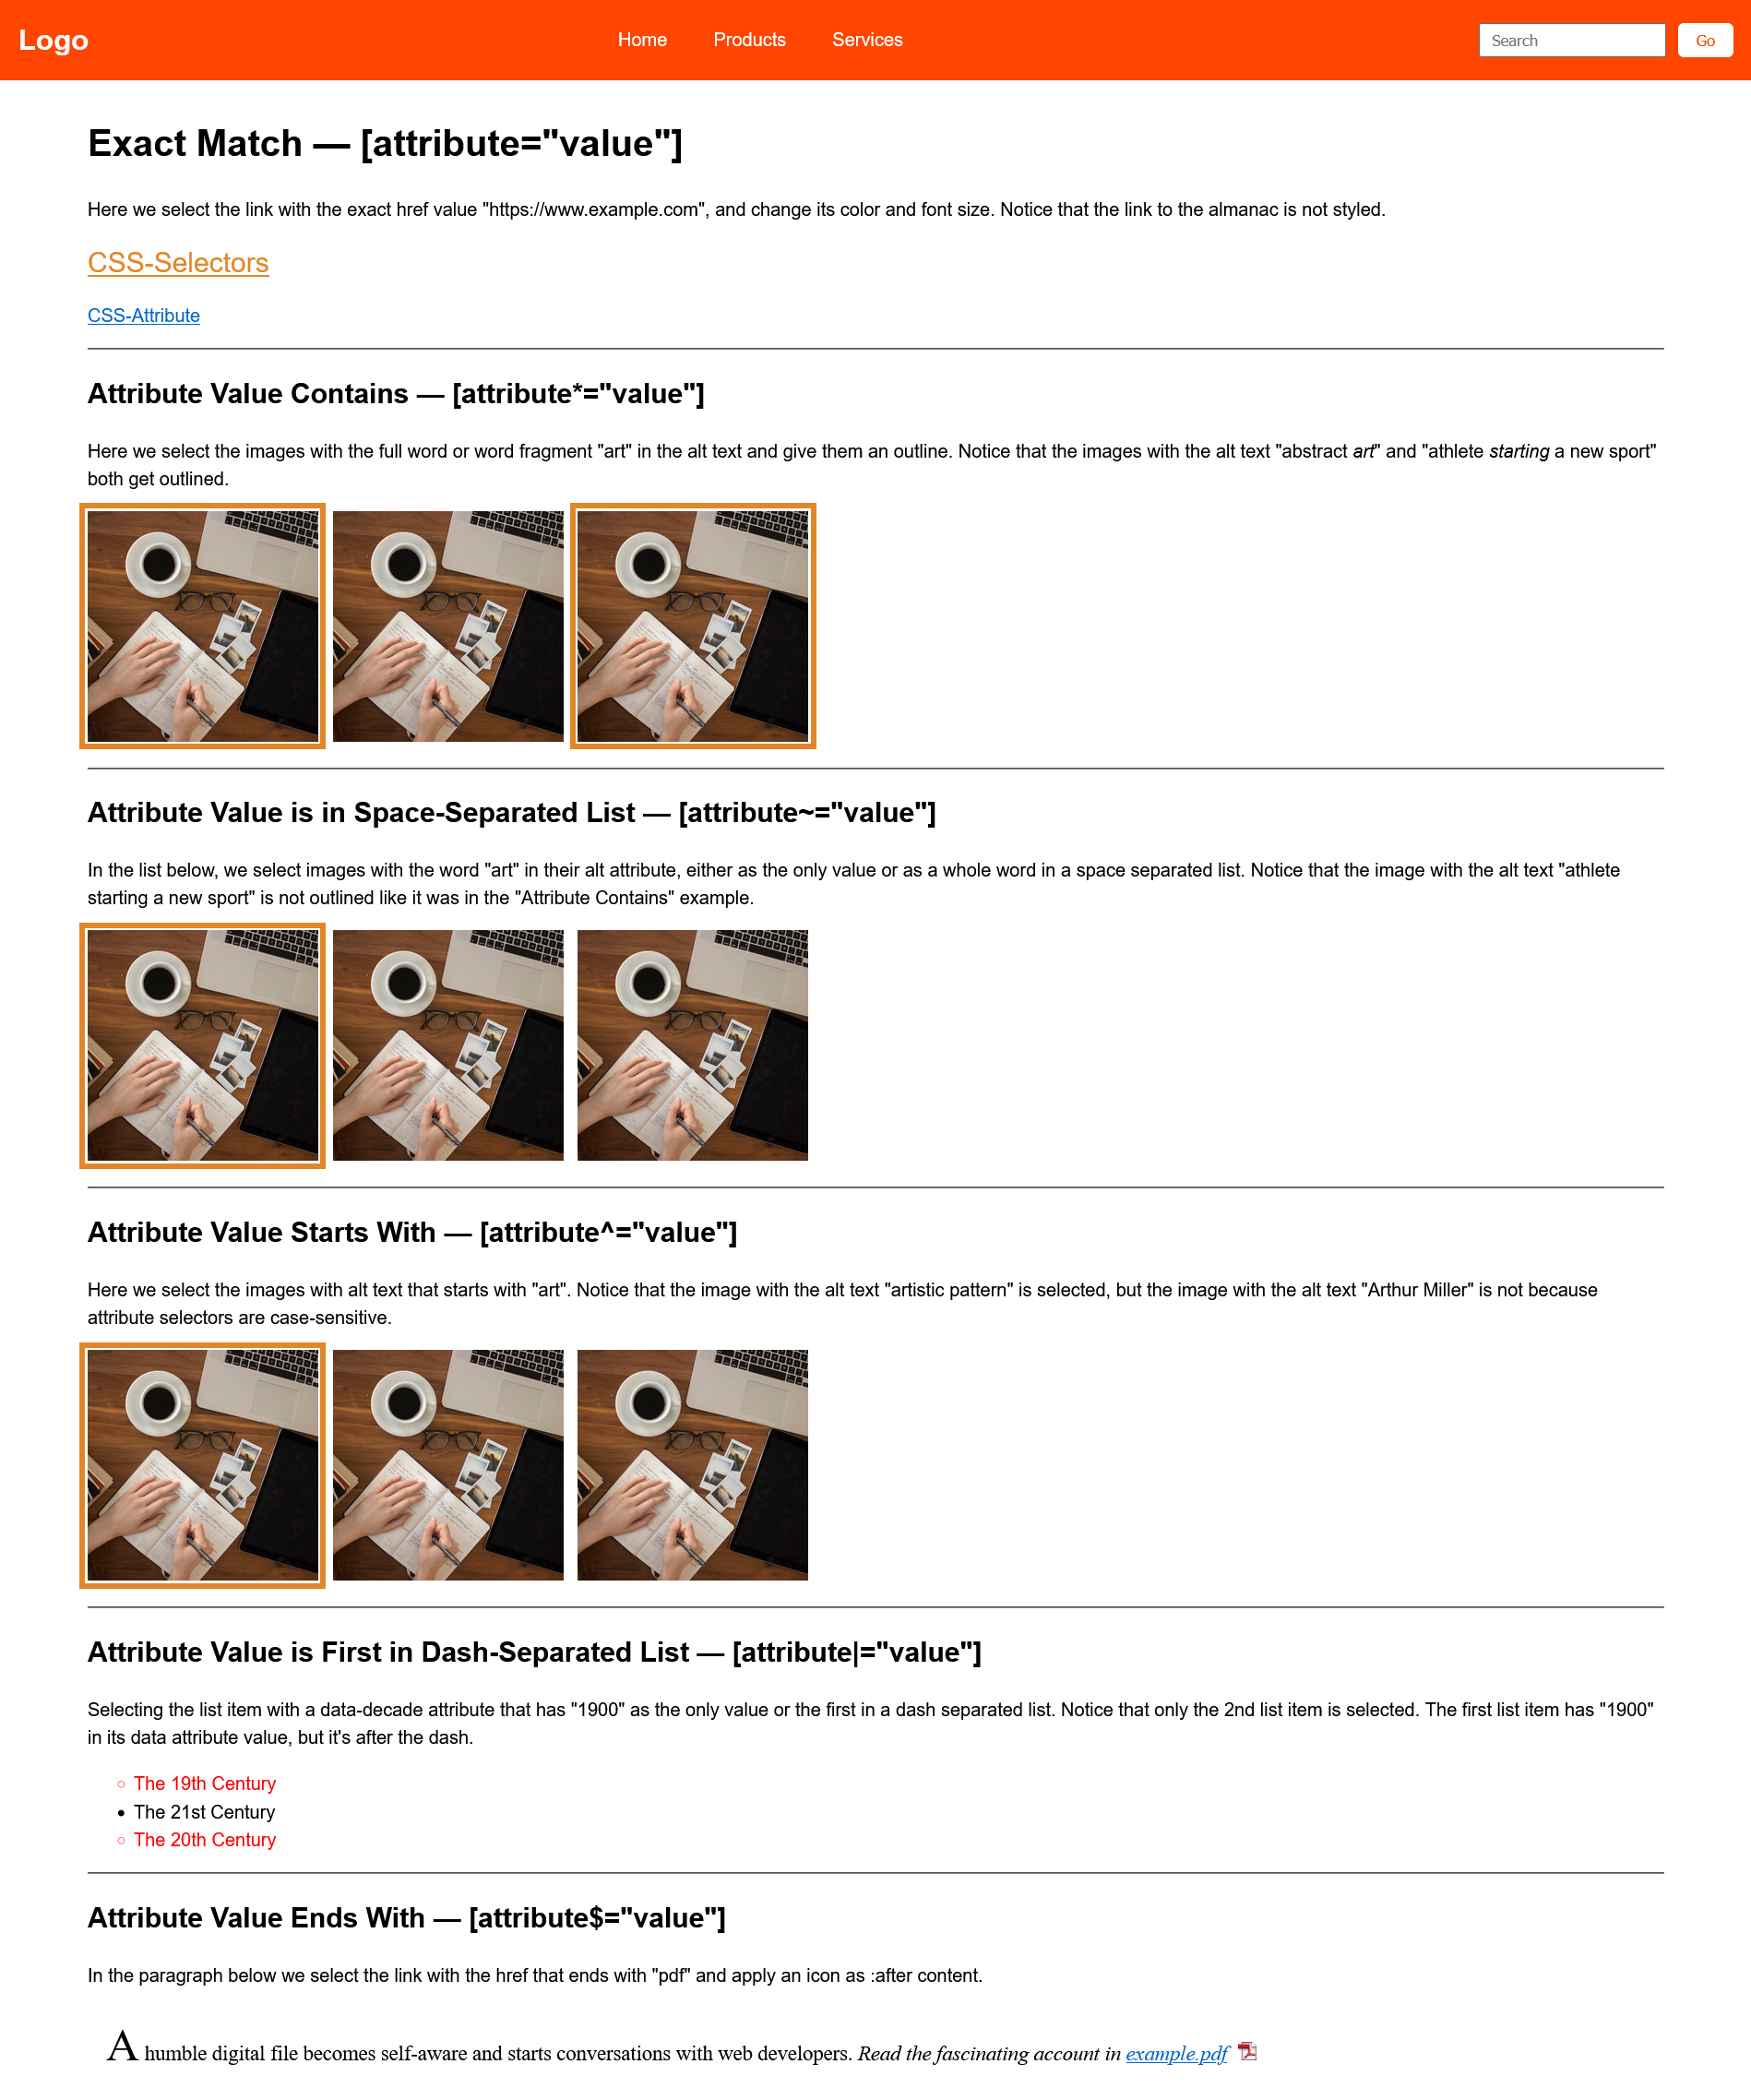 Logo
Home Products Services
Search Go
Exact Match — [attribute="value"]
Here we select the link with the exact href value "https://www.example.com", and change its color and font size. Notice that the link to the almanac is not styled.
CSS-Selectors
CSS-Attribute
Attribute Value Contains — [attribute*="value"]
Here we select the images with the full word or word fragment "art" in the alt text and give them an outline. Notice that the images with the alt text "abstract art" and "athlete starting a new sport"
both get outlined.
Attribute Value is in Space-Separated List — [attribute~="value"]
In the list below, we select images with the word "art" in their alt attribute, either as the only value or as a whole word in a space separated list. Notice that the image with the alt text "athlete
starting a new sport" is not outlined like it was in the "Attribute Contains" example.
Attribute Value Starts With — [attribute^="value"]
Here we select the images with alt text that starts with "art". Notice that the image with the alt text "artistic pattern" is selected, but the image with the alt text "Arthur Miller" is not because
attribute selectors are case-sensitive.
Attribute Value is First in Dash-Separated List — [attribute|="value"]
Selecting the list item with a data-decade attribute that has "1900" as the only value or the first in a dash separated list. Notice that only the 2nd list item is selected. The first list item has "1900"
in its data attribute value, but it's after the dash.
The 19th Century
The 21st Century
The 20th Century
Attribute Value Ends With — [attribute$="value"]
In the paragraph below we select the link with the href that ends with "pdf" and apply an icon as :after content.
A humble digital file becomes self-aware and starts conversations with web developers. Read the fascinating account in example.pdf